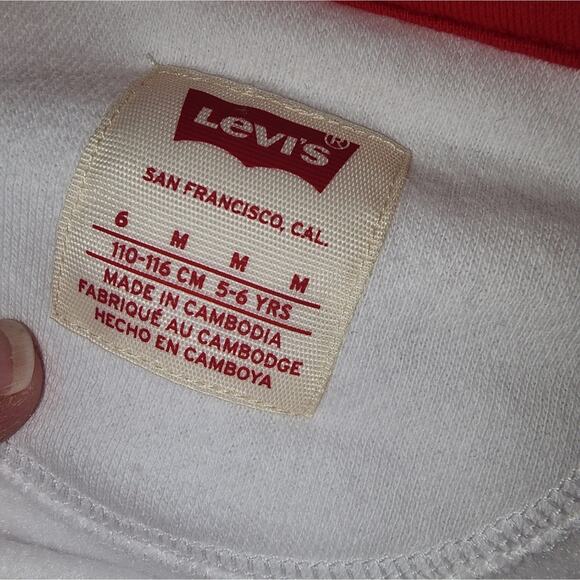 Levi's®
SAN FRANCISCO, CAL.
6 M M M
110-116 CM 5-6 YRS
MADE IN CAMBODIA
FABRIQUÉ AU CAMBODGE
HECHO EN CAMBOYA